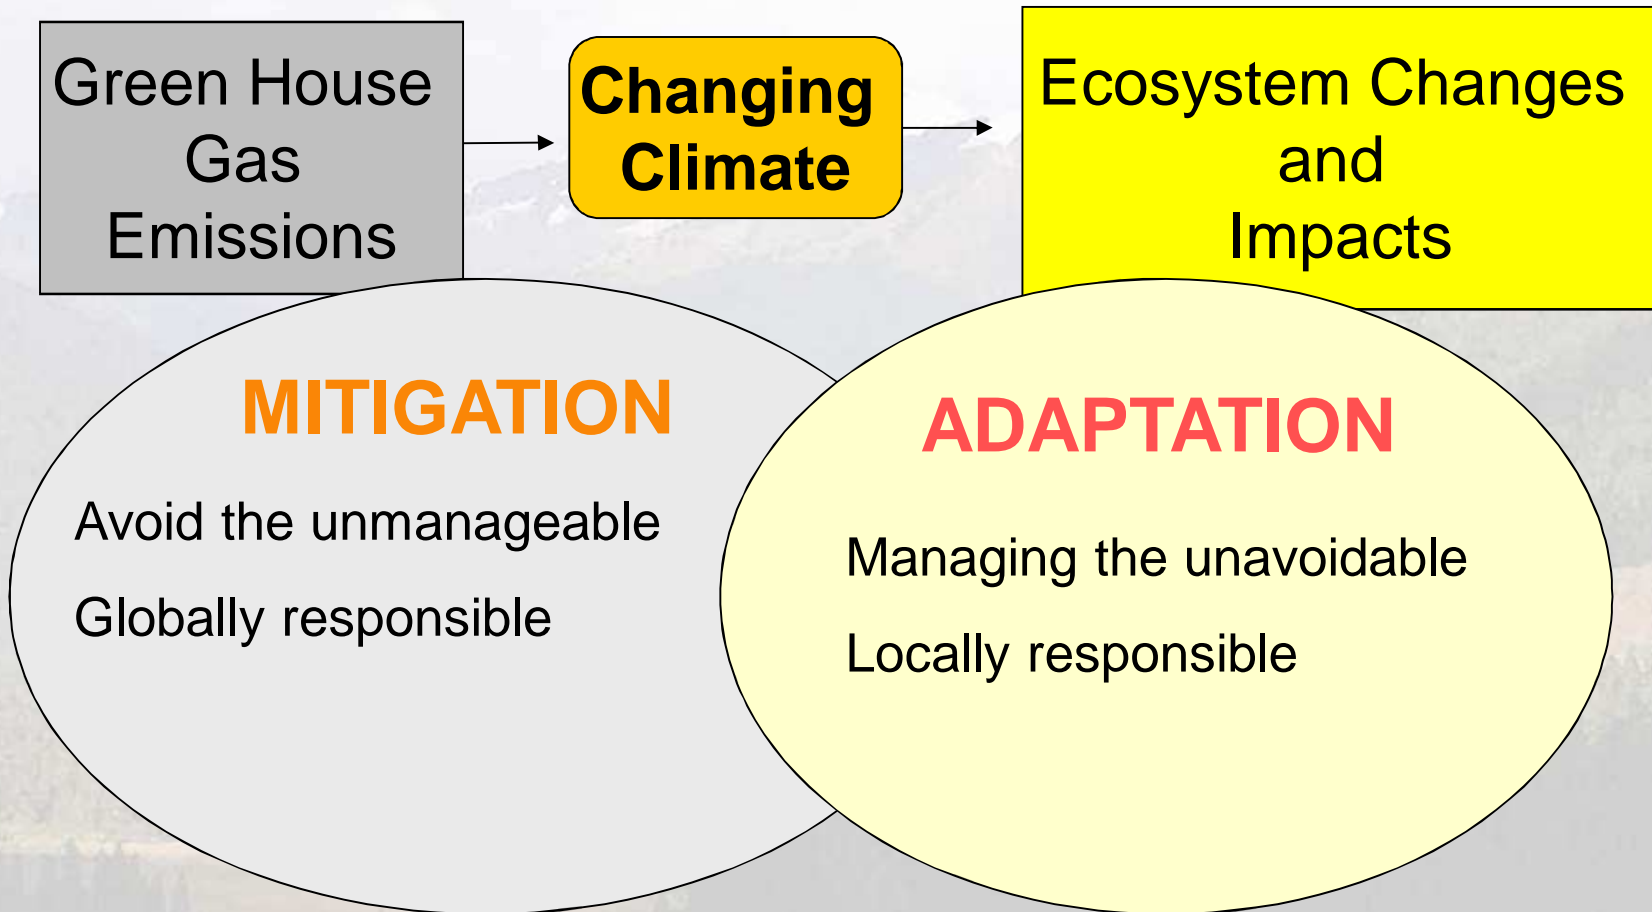 Green House
Gas
Emissions
Changing
Climate
Ecosystem Changes
and
Impacts
MITIGATION
Avoid the unmanageable
Globally responsible
ADAPTATION
Managing the unavoidable
Locally responsible